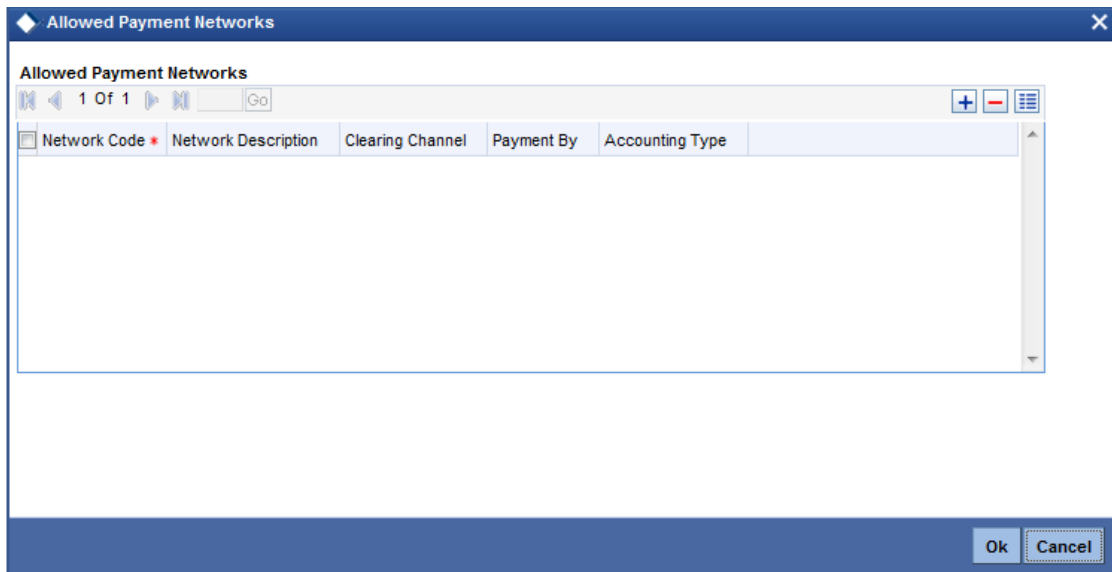 Allowed Payment Networks
Allowed Payment Networks
1 Of 1 Go
Network Code * Network Description Clearing Channel Payment By Accounting Type
Ok Cancel